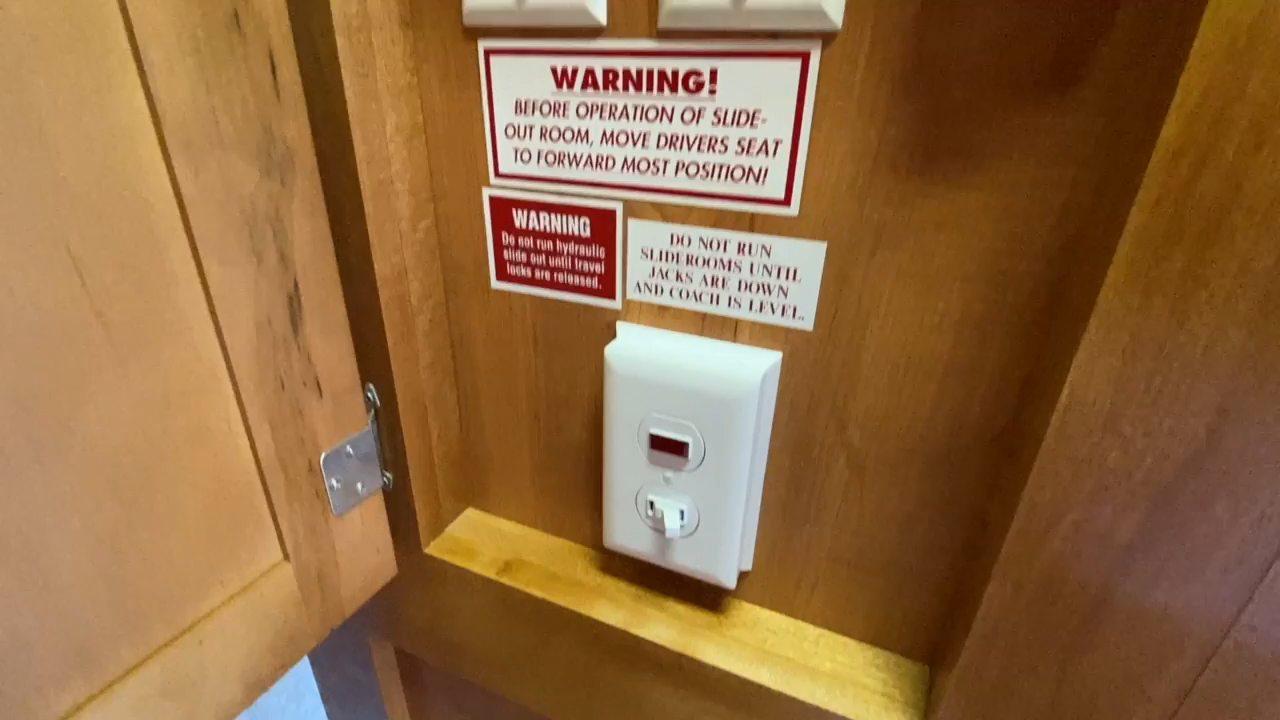 WARNING!
BEFORE OPERATION OF SLIDE-
OUT ROOM, MOVE DRIVERS SEAT
TO FORWARD MOST POSITION!
WARNING
Do not run hydraulic
slide out until travel
locks are released.
DO NOT RUN
SLIDEROOMS UNTIL
JACKS ARE DOWN
AND COACH IS LEVEL.